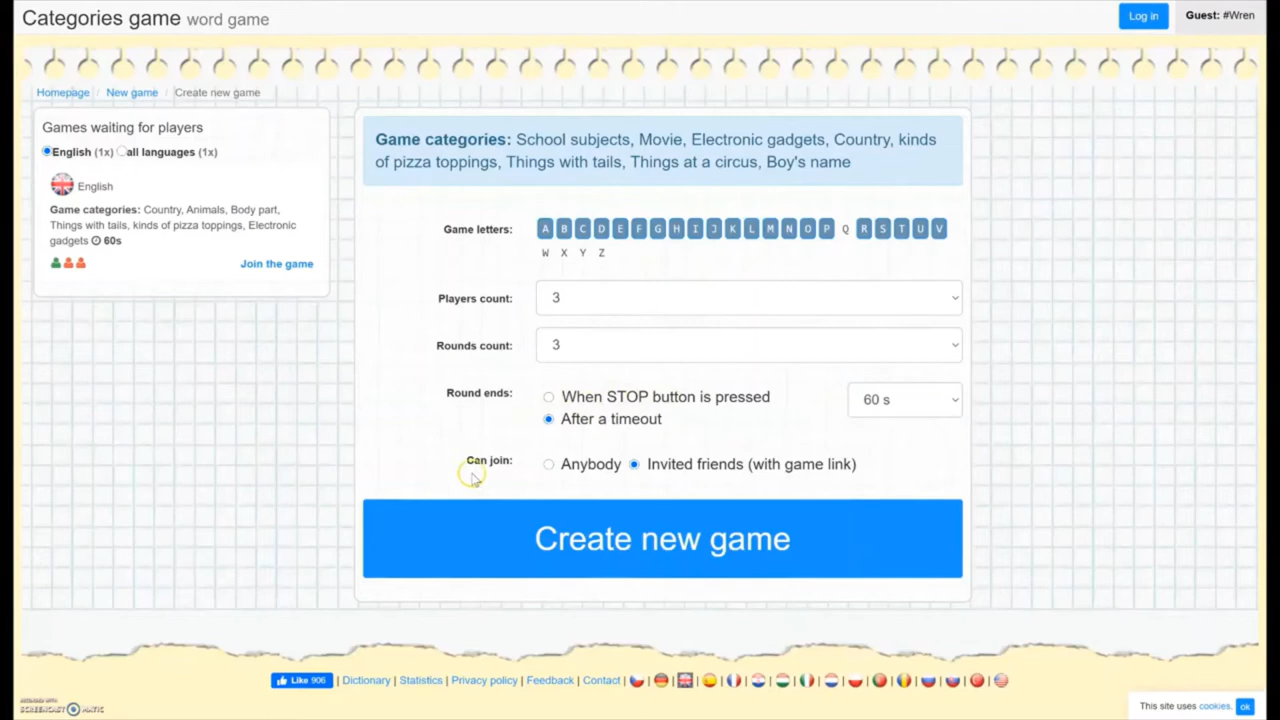 Categories game word game
Log in
Guest: #Wren
Homepage / New game / Create new game
Games waiting for players
English (1x) all languages (1x)
English
Game categories: Country, Animals, Body part,
Things with tails, kinds of pizza toppings, Electronic
gadgets 60s
Join the game
Game categories: School subjects, Movie, Electronic gadgets, Country, kinds
of pizza toppings, Things with tails, Things at a circus, Boy's name
Game letters: A B C D E F G H I J K L M N O P Q R S T U V
W X Y Z
Players count: 3
Rounds count: 3
Round ends: When STOP button is pressed 60 s
After a timeout
Can join: Anybody Invited friends (with game link)
Create new game
Like 906 | Dictionary | Statistics | Privacy policy | Feedback | Contact |
RECORDED WITH
SCREENCAST MATIC
This site uses cookies. ok